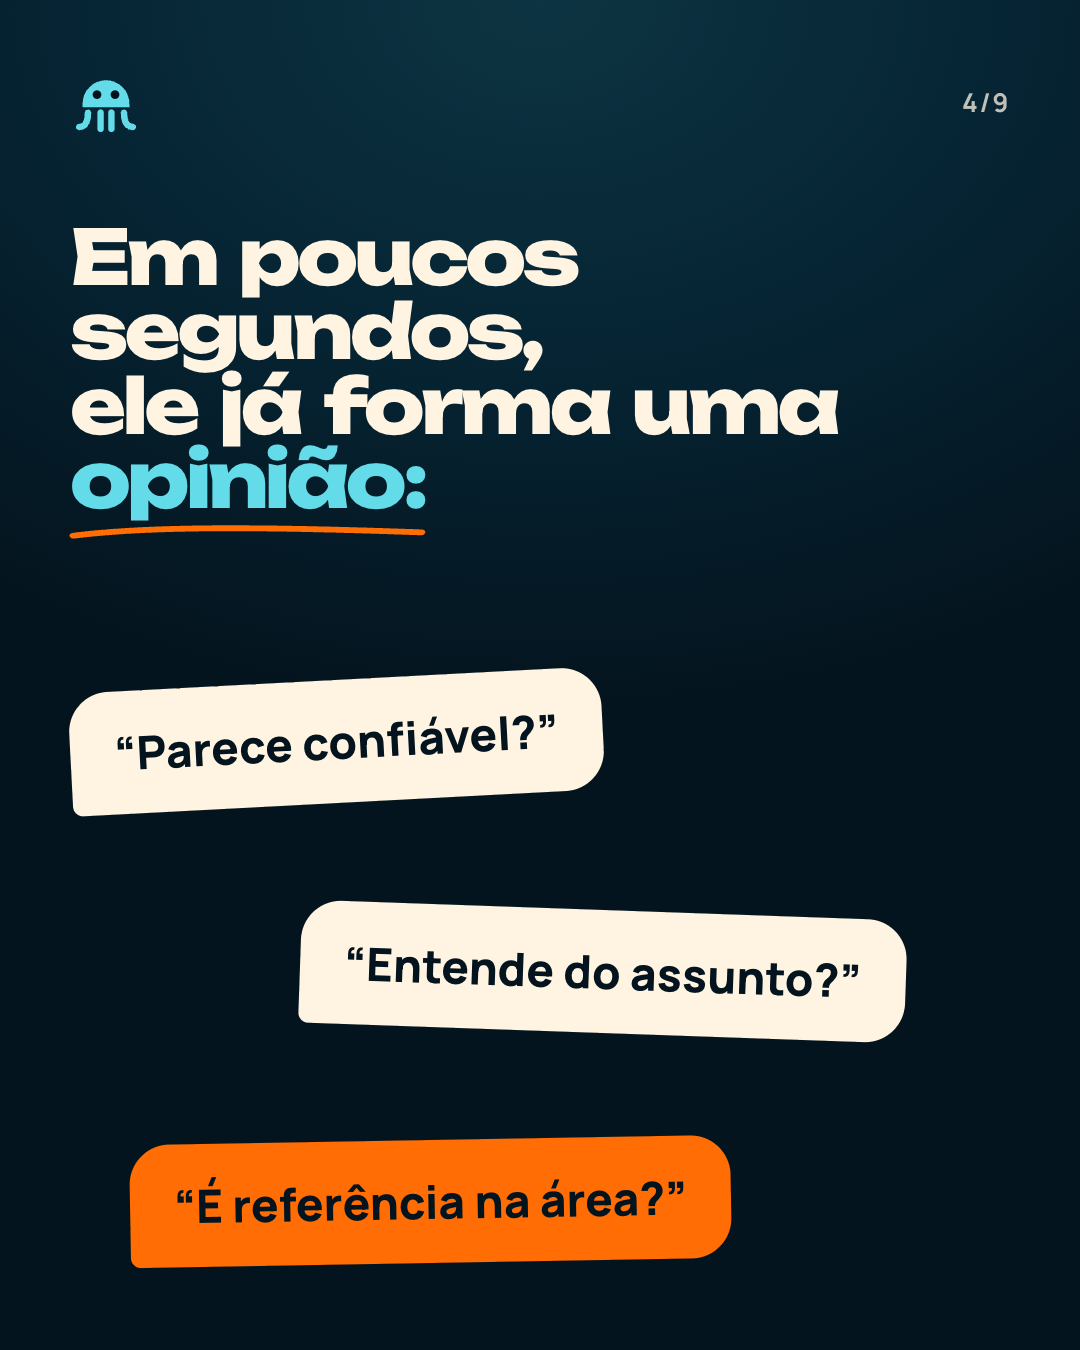 4/9
Em poucos
segundos,
ele já forma uma
opinião:
“Parece confiável?”
“Entende do assunto?”
“É referência na área?”